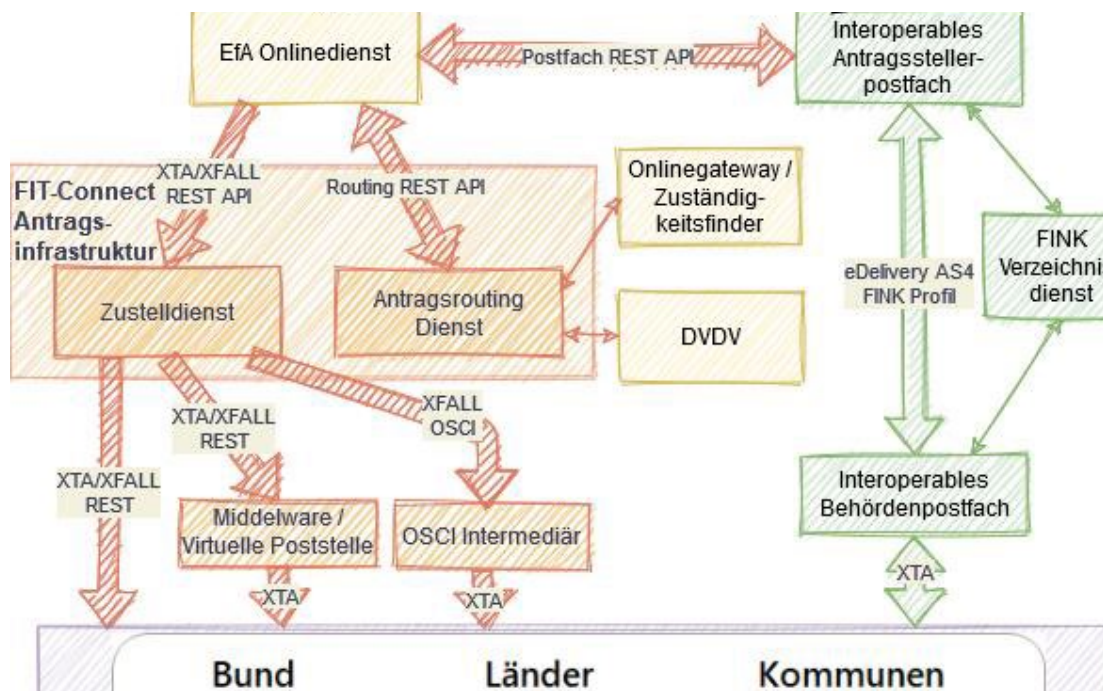 EfA Onlinedienst
Postfach REST API
Interoperables
Antragssteller-
postfach
XTA/XFALL
REST API
Routing REST API
FIT-Connect
Antrags-
infrastruktur
Onlinegateway /
Zuständig-
keitsfinder
Zustelldienst
Antragsrouting
Dienst
DVDV
eDelivery AS4
FINK Profil
FINK
dienst
XTA/XFALL
REST
XFALL
OSCI
XTA/XFALL
REST
Middelware /
Virtuelle Poststelle
OSCI Intermediär
Interoperables
Behördenpostfach
XTA
XTA
XTA
Bund
Länder
Kommunen